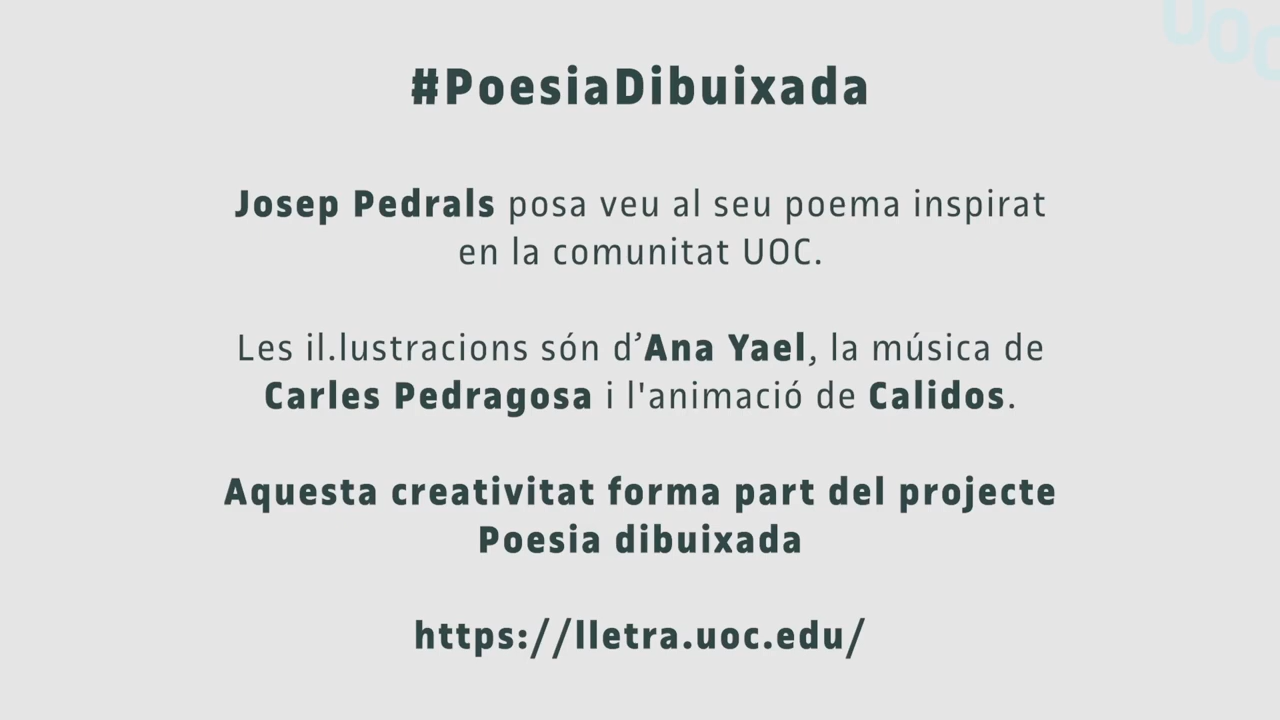 UOC
#PoesiaDibuixada
Josep Pedrals posa veu al seu poema inspirat
en la comunitat UOC.
Les il.lustracions són d’Ana Yael, la música de
Carles Pedragosa i l'animació de Calidos.
Aquesta creativitat forma part del projecte
Poesia dibuixada
https://lletra.uoc.edu/